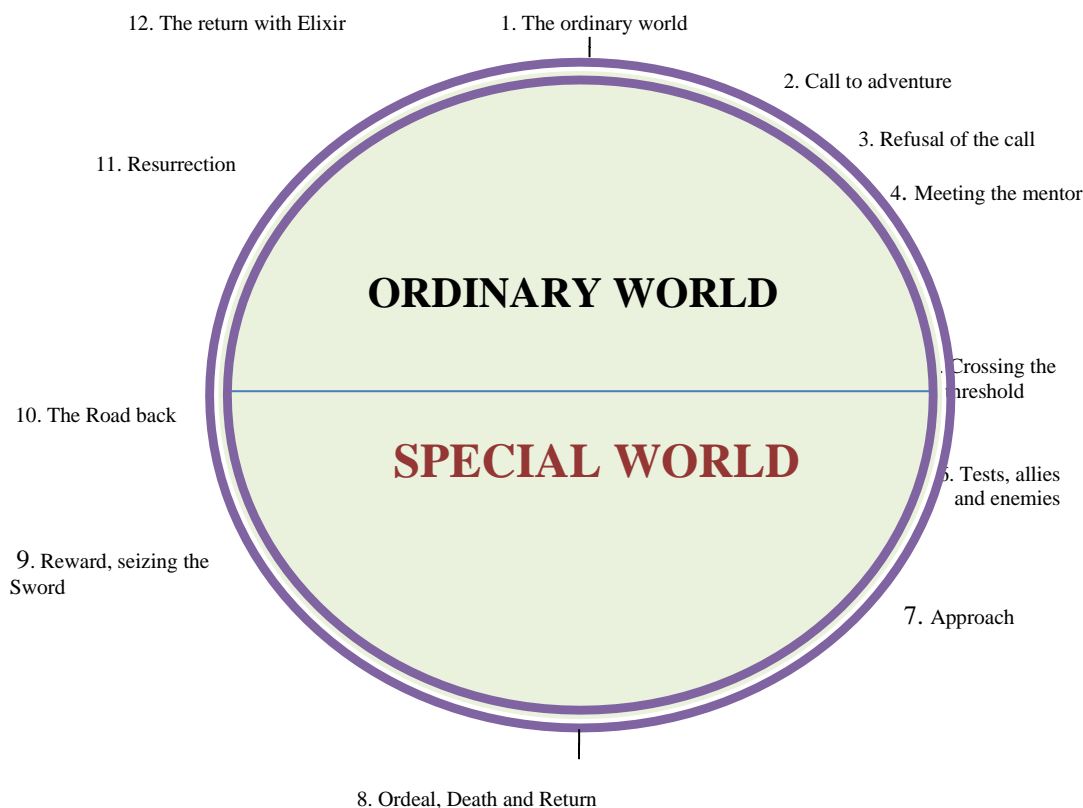 12. The return with Elixir
1. The ordinary world
2. Call to adventure
3. Refusal of the call
4. Meeting the mentor
11. Resurrection
ORDINARY WORLD
. Crossing the
threshold
10. The Road back
SPECIAL WORLD
6. Tests, allies
and enemies
9. Reward, seizing the
Sword
7. Approach
8. Ordeal, Death and Return